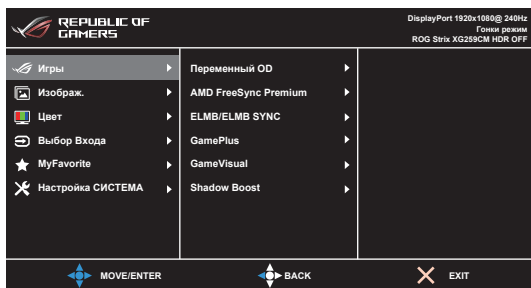 REPUBLIC OF
GAMERS
DisplayPort 1920x1080@ 240Hz
Гонки режим
ROG Strix XG259CM HDR OFF
Игры
Изображ.
Цвет
Выбор Входа
MyFavorite
Настройка СИСТЕМА
Переменный OD
AMD FreeSync Premium
ELMB/ELMB SYNC
GamePlus
GameVisual
Shadow Boost
MOVE/ENTER
BACK
EXIT